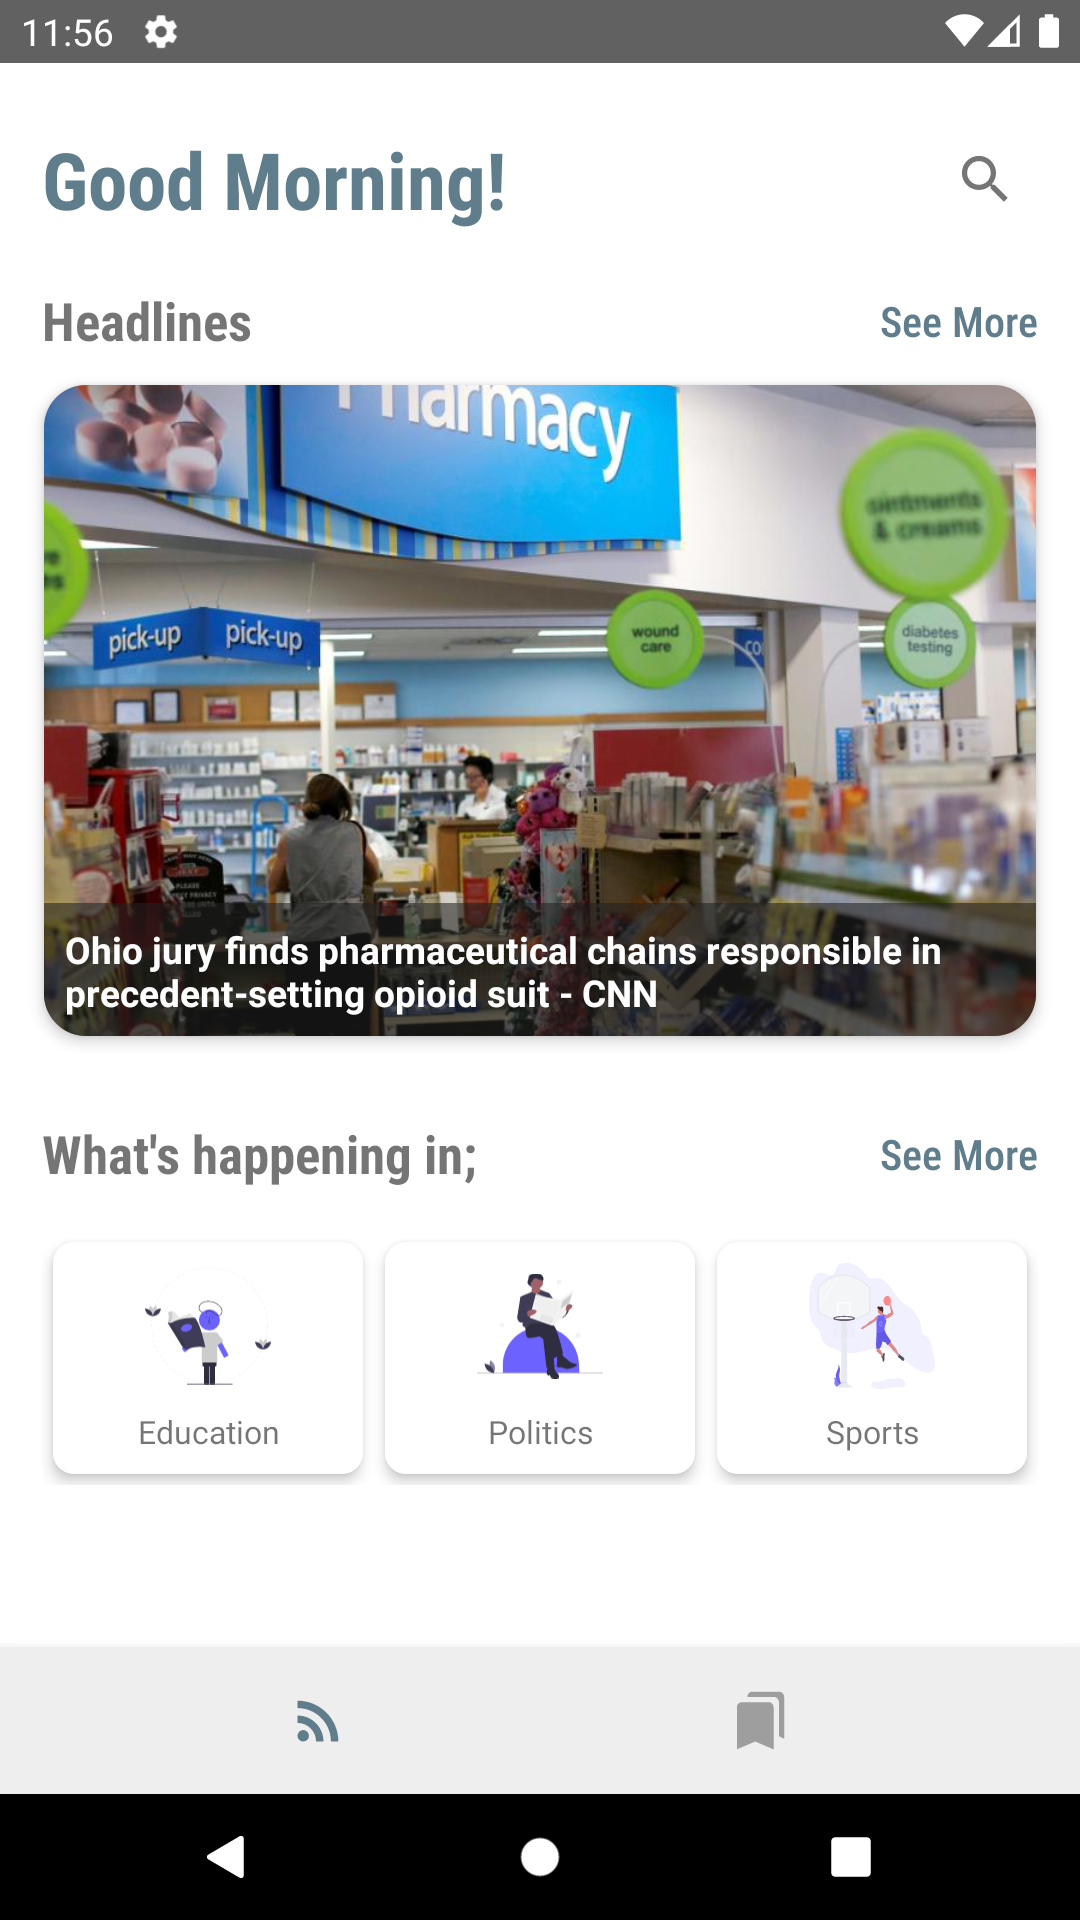 11:56
Good Morning!
Headlines
See More
Pharmacy
ointments
& creams
pick-up
pick-up
wound
care
diabetes
testing
Ohio jury finds pharmaceutical chains responsible in
precedent-setting opioid suit - CNN
What's happening in;
See More
Education
Politics
Sports